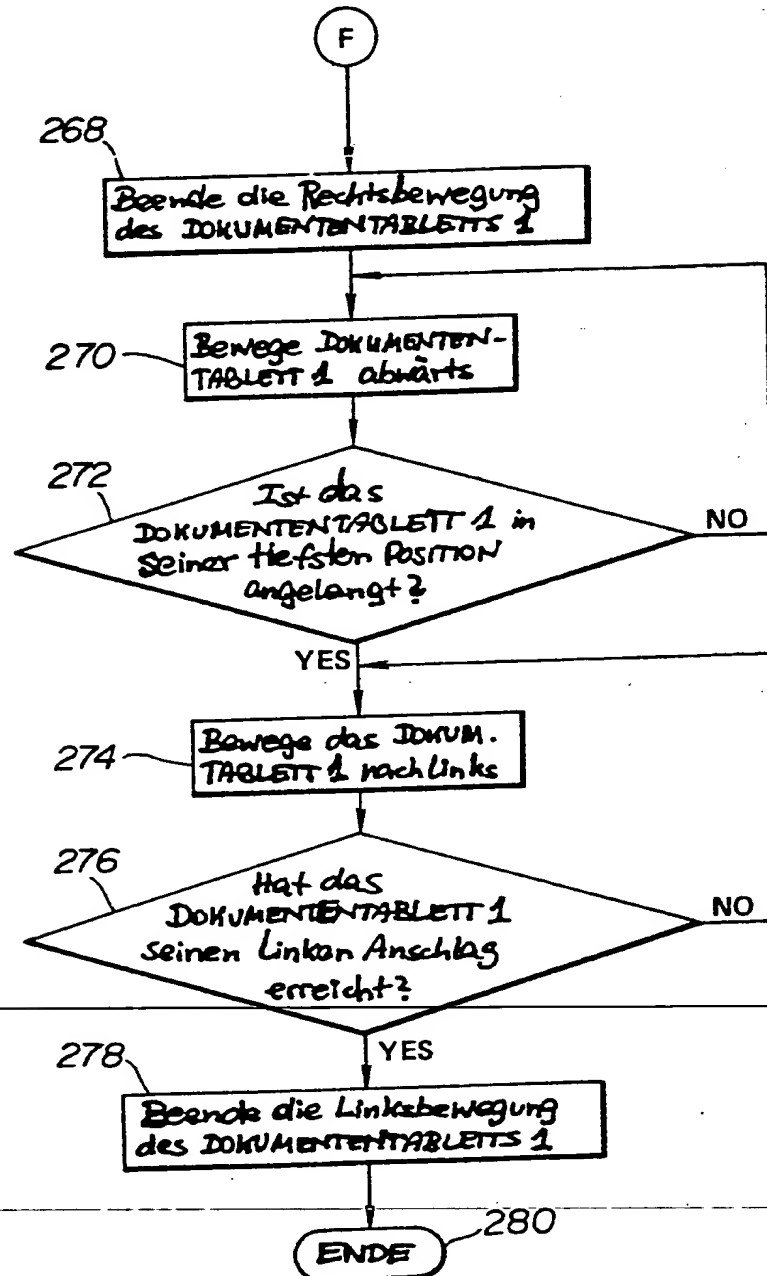 F
268
Beende die Rechtsbewegung
des DOKUMENTENTABLETTS 1
270
Bewege DOKUMENTEN-
TABLETT 1 abwärts
272
Ist das
DOKUMENTENTABLETT 1 in
seiner tiefsten POSITION
angelangt?
NO
YES
274
Bewege das DOKUM.
TABLETT 1 nach links
276
Hat das
DOKUMENTENTABLETT 1
seinen Linken Anschlag
erreicht?
NO
YES
278
Beende die Linksbewegung
des DOKUMENTENTABLETTS 1
ENDE
280